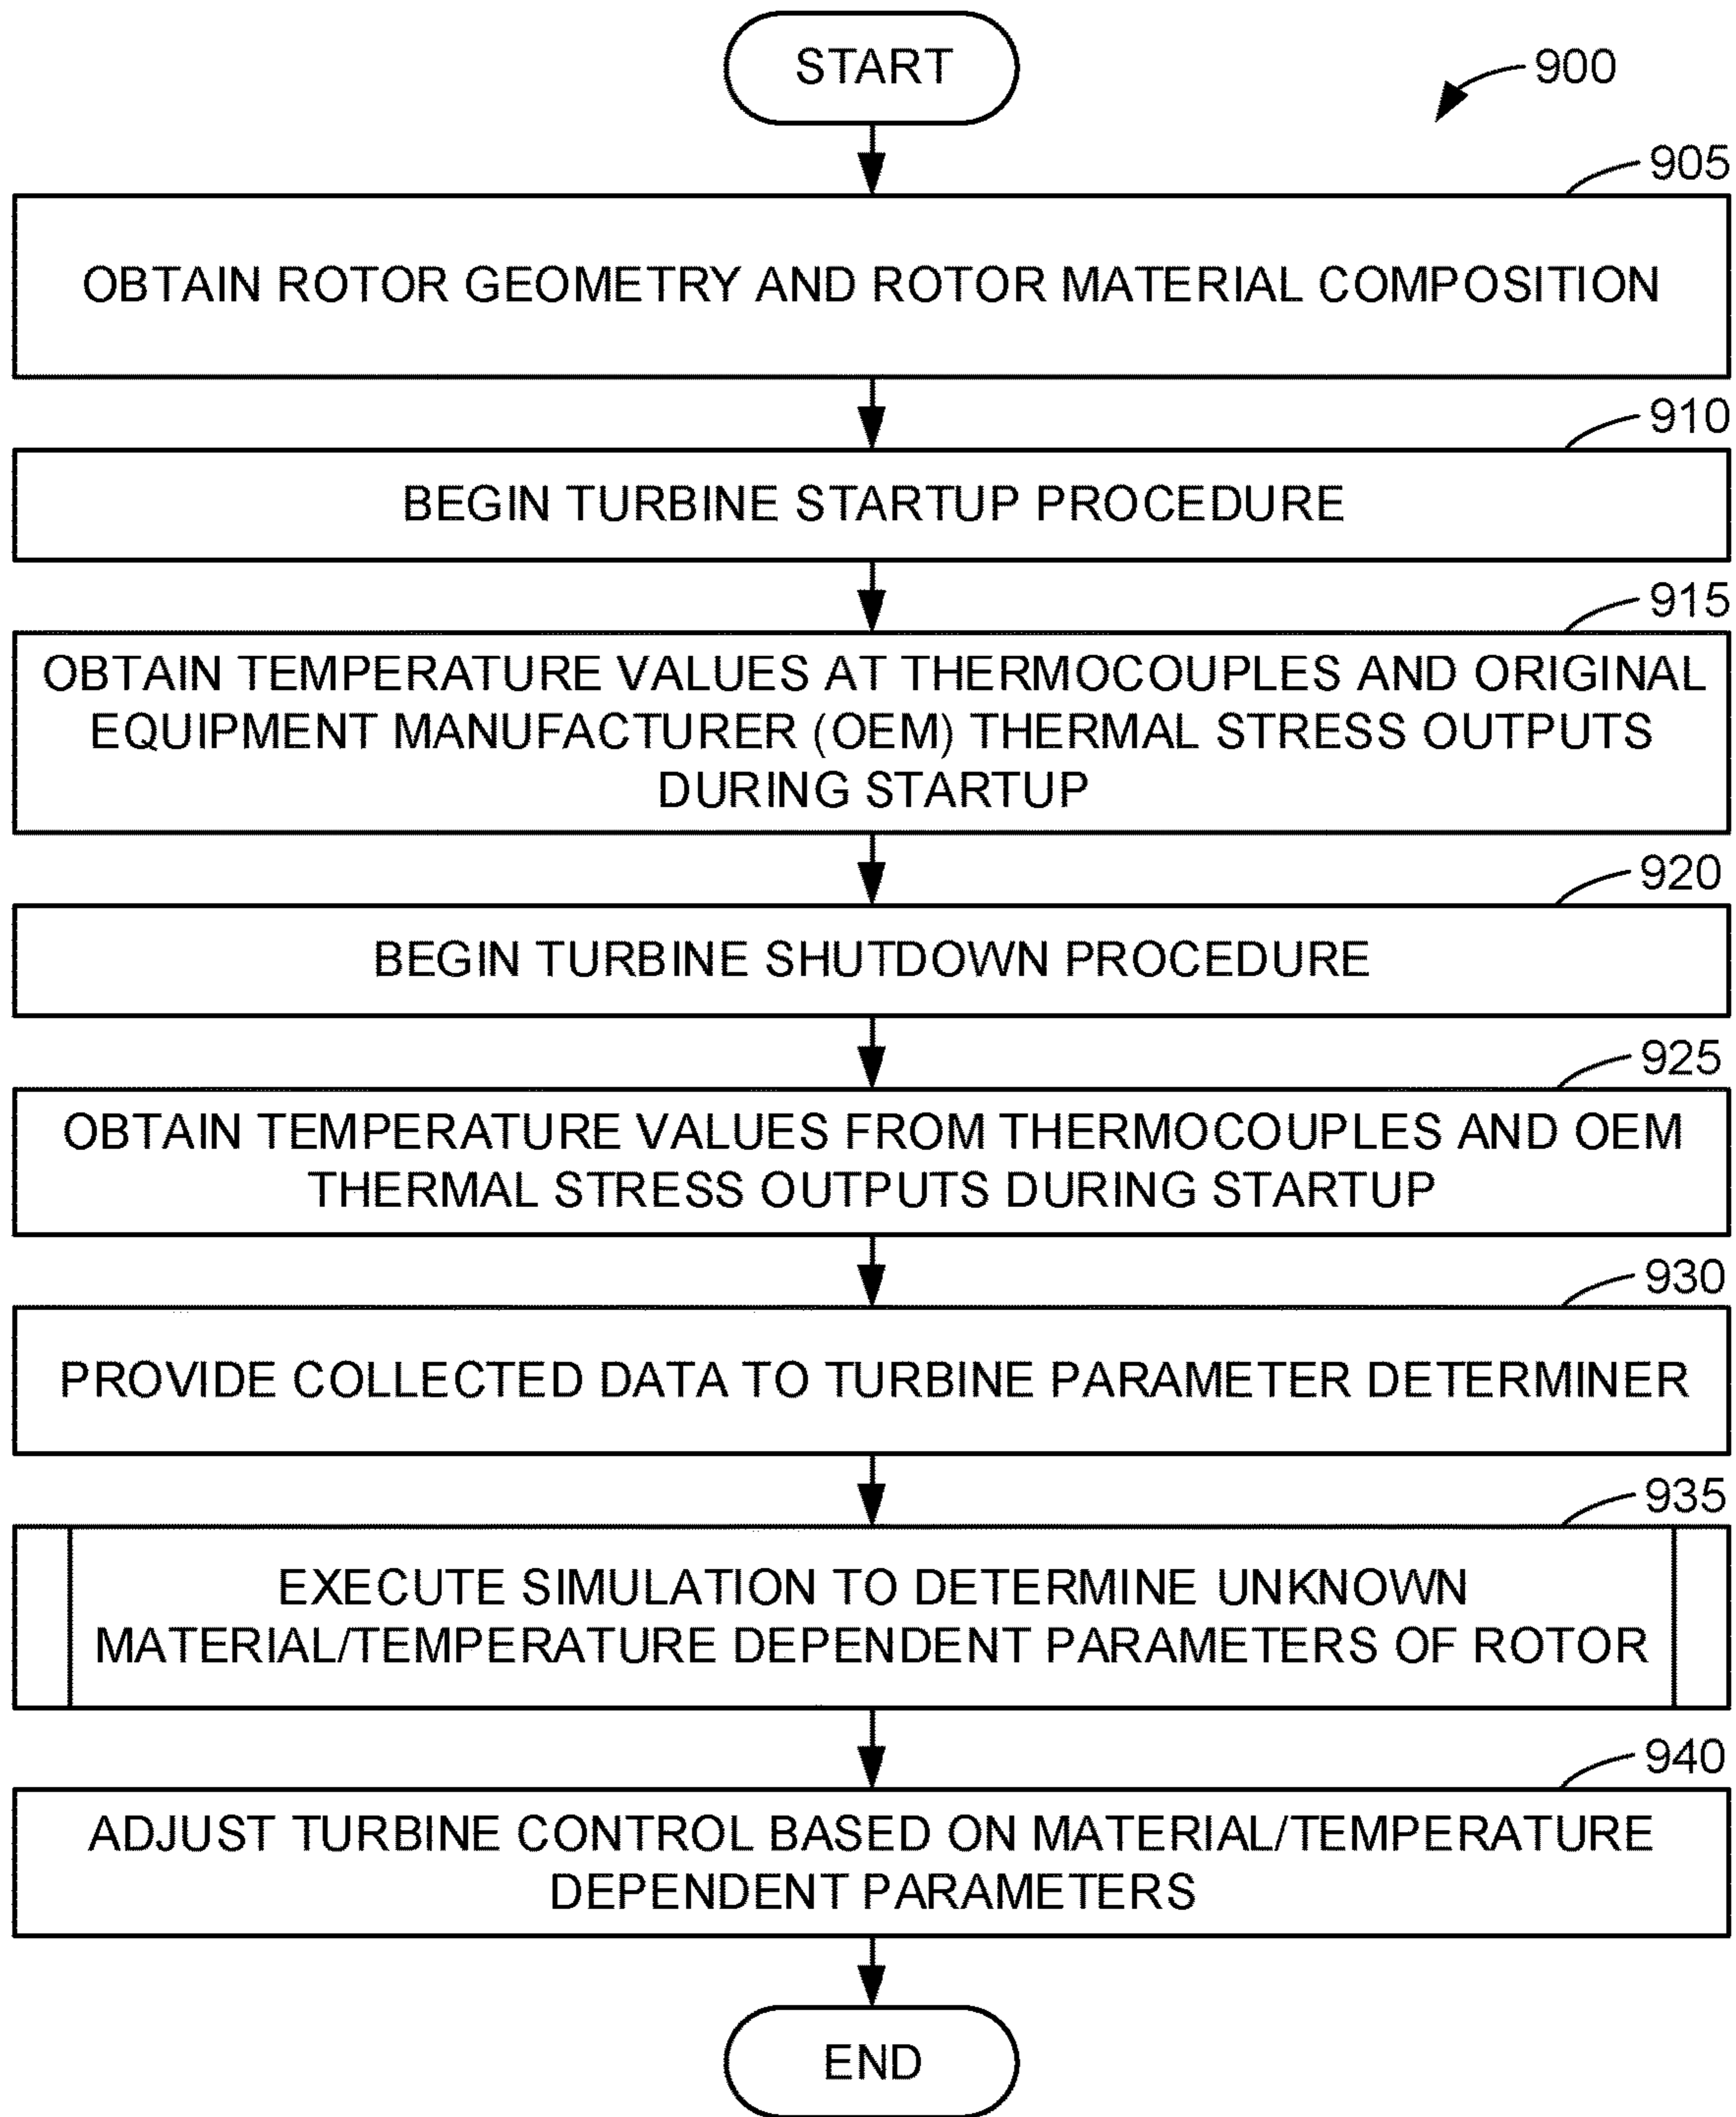 START
900
905
OBTAIN ROTOR GEOMETRY AND ROTOR MATERIAL COMPOSITION
910
BEGIN TURBINE STARTUP PROCEDURE
915
OBTAIN TEMPERATURE VALUES AT THERMOCOUPLES AND ORIGINAL
EQUIPMENT MANUFACTURER (OEM) THERMAL STRESS OUTPUTS
DURING STARTUP
920
BEGIN TURBINE SHUTDOWN PROCEDURE
925
OBTAIN TEMPERATURE VALUES FROM THERMOCOUPLES AND OEM
THERMAL STRESS OUTPUTS DURING STARTUP
930
PROVIDE COLLECTED DATA TO TURBINE PARAMETER DETERMINER
935
EXECUTE SIMULATION TO DETERMINE UNKNOWN
MATERIAL/TEMPERATURE DEPENDENT PARAMETERS OF ROTOR
940
ADJUST TURBINE CONTROL BASED ON MATERIAL/TEMPERATURE
DEPENDENT PARAMETERS
END